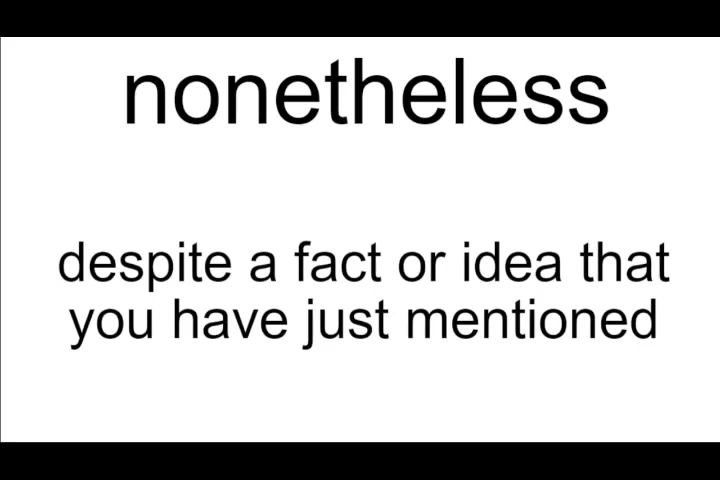 nonetheless
despite a fact or idea that
you have just mentioned